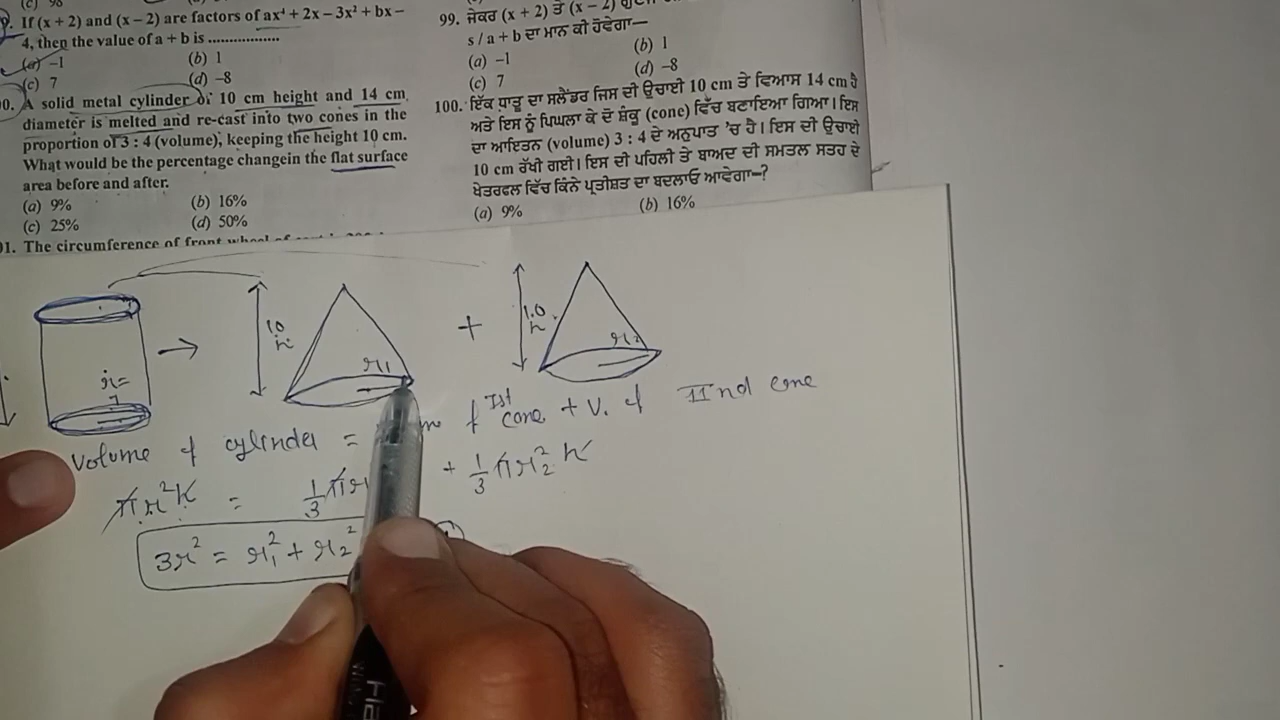 If (x + 2) and (x − 2) are factors of ax⁴ + 2x − 3x² + bx −
4, then the value of a + b is ..................
(a) −1 (b) 1
(c) 7 (d) −8
0. A solid metal cylinder of 10 cm height and 14 cm
diameter is melted and re-cast into two cones in the
proportion of 3 : 4 (volume), keeping the height 10 cm.
What would be the percentage changein the flat surface
area before and after.
(a) 9% (b) 16%
(c) 25% (d) 50%
01. The circumference of front wheel of
99. ਜੇਕਰ (x + 2) ਤੇ (x − 2)
s / a + b ਦਾ ਮਾਨ ਕੀ ਹੋਵੇਗਾ—
(a) −1 (b) 1
(c) 7 (d) −8
100. ਇੱਕ ਧਾਤੂ ਦਾ ਸਲੈਂਡਰ ਜਿਸ ਦੀ ਉਚਾਈ 10 cm ਤੇ ਵਿਆਸ 14 cm ਹੈ
ਅਤੇ ਇਸ ਨੂੰ ਪਿਘਲਾ ਕੇ ਦੋ ਸ਼ੰਕੂ (cone) ਵਿੱਚ ਬਣਾਇਆ ਗਿਆ। ਇਸ
ਦਾ ਆਇਤਨ (volume) 3 : 4 ਦੇ ਅਨੁਪਾਤ 'ਚ ਹੈ। ਇਸ ਦੀ ਉਚਾਈ
10 cm ਰੱਖੀ ਗਈ। ਇਸ ਦੀ ਪਹਿਲੀ ਤੇ ਬਾਅਦ ਦੀ ਸਮਤਲ ਸਤਹ ਦੇ
ਖੇਤਰਫਲ ਵਿੱਚ ਕਿੰਨੇ ਪ੍ਰਤੀਸ਼ਤ ਦਾ ਬਦਲਾਓ ਆਵੇਗਾ—?
(a) 9% (b) 16%
r = 7
10 h
r₁
+
10 h
r₂
Volume of cylinder = of Ist cone + V. of IInd cone
πr²h = 1/3 π + 1/3 πr₂² h
3r² = r₁² + r₂²